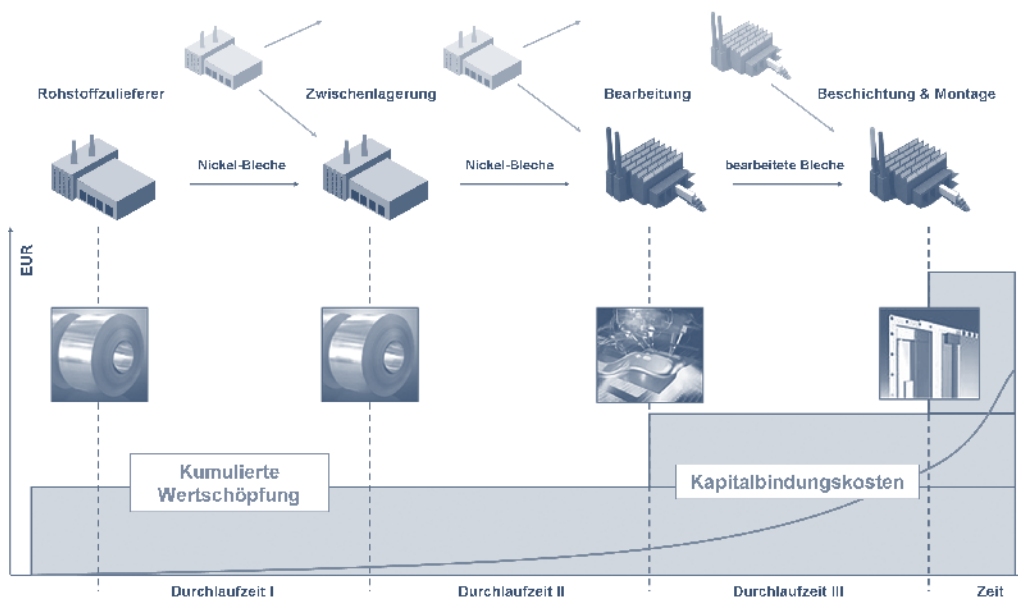 Rohstoffzulieferer
Zwischenlagerung
Bearbeitung
Beschichtung & Montage
Nickel-Bleche
Nickel-Bleche
bearbeitete Bleche
EUR
Kumulierte
Wertschöpfung
Kapitalbindungskosten
Durchlaufzeit I
Durchlaufzeit II
Durchlaufzeit III
Zeit